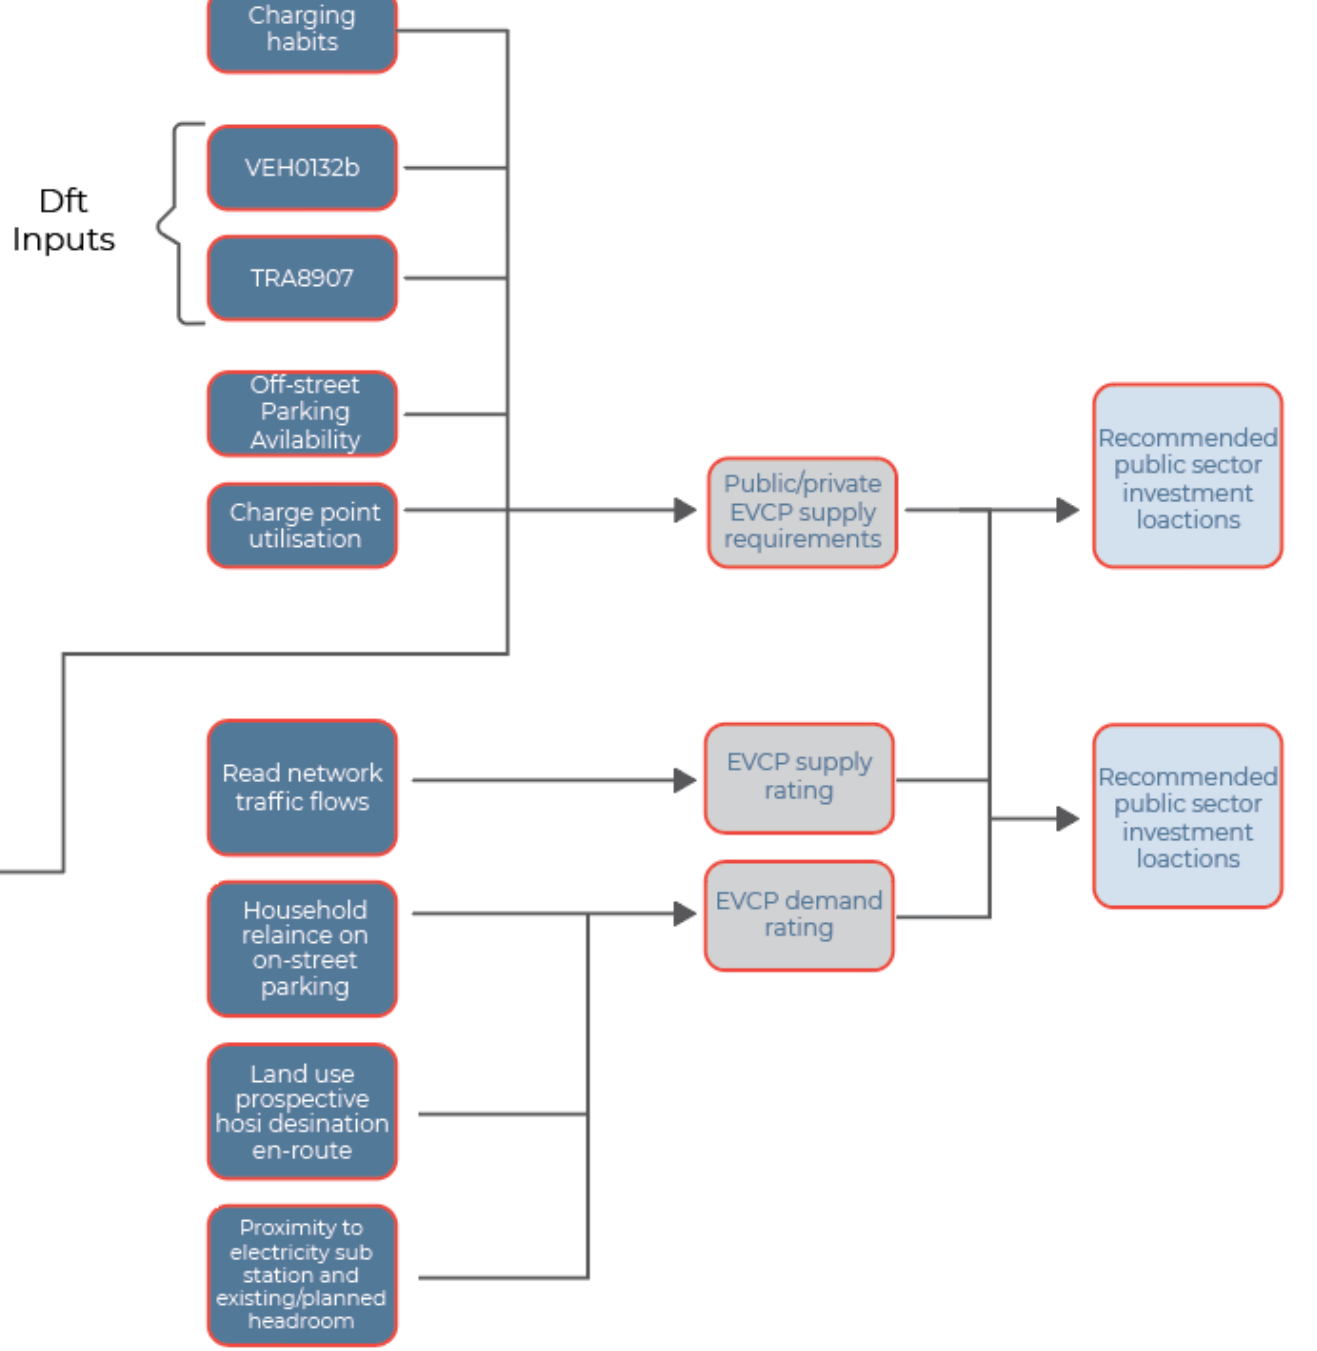 Charging
habits
Dft
Inputs
VEH0132b
TRA8907
Off-street
Parking
Avilability
Charge point
utilisation
Public/private
EVCP supply
requirements
Recommended
public sector
investment
loactions
Read network
traffic flows
EVCP supply
rating
Recommended
public sector
investment
loactions
Household
relaince on
on-street
parking
EVCP demand
rating
Land use
prospective
hosi desination
en-route
Proximity to
electricity sub
station and
existing/planned
headroom